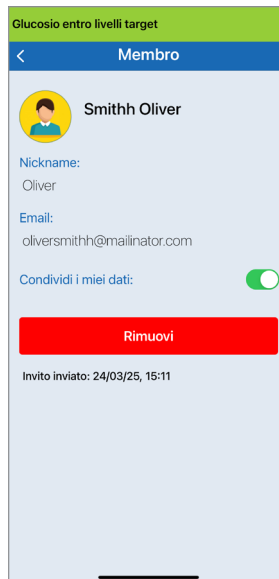 Glucosio entro livelli target
Membro
Smithh Oliver
Nickname:
Oliver
Email:
oliversmithh@mailinator.com
Condividi i miei dati:
Rimuovi
Invito inviato: 24/03/25, 15:11